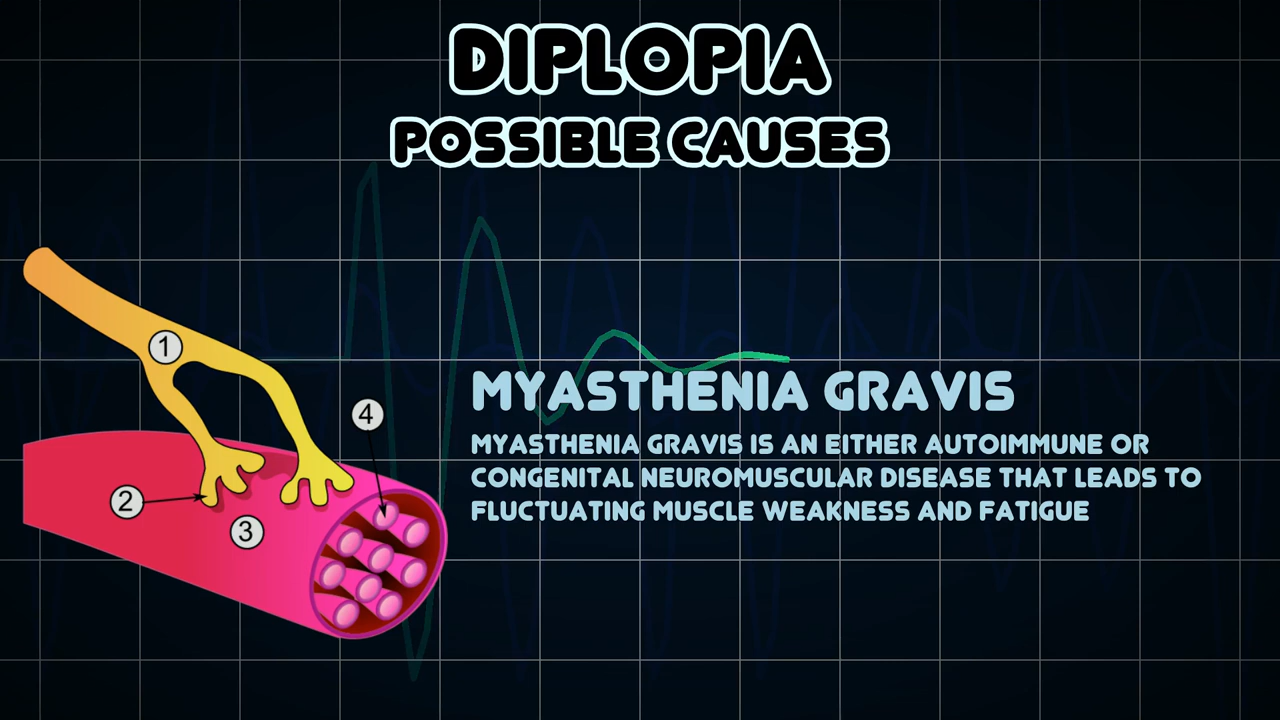 DIPLOPIA
POSSIBLE CAUSES
1
4
MYASTHENIA GRAVIS
MYASTHENIA GRAVIS IS AN EITHER AUTOIMMUNE OR
CONGENITAL NEUROMUSCULAR DISEASE THAT LEADS TO
FLUCTUATING MUSCLE WEAKNESS AND FATIGUE
2
3